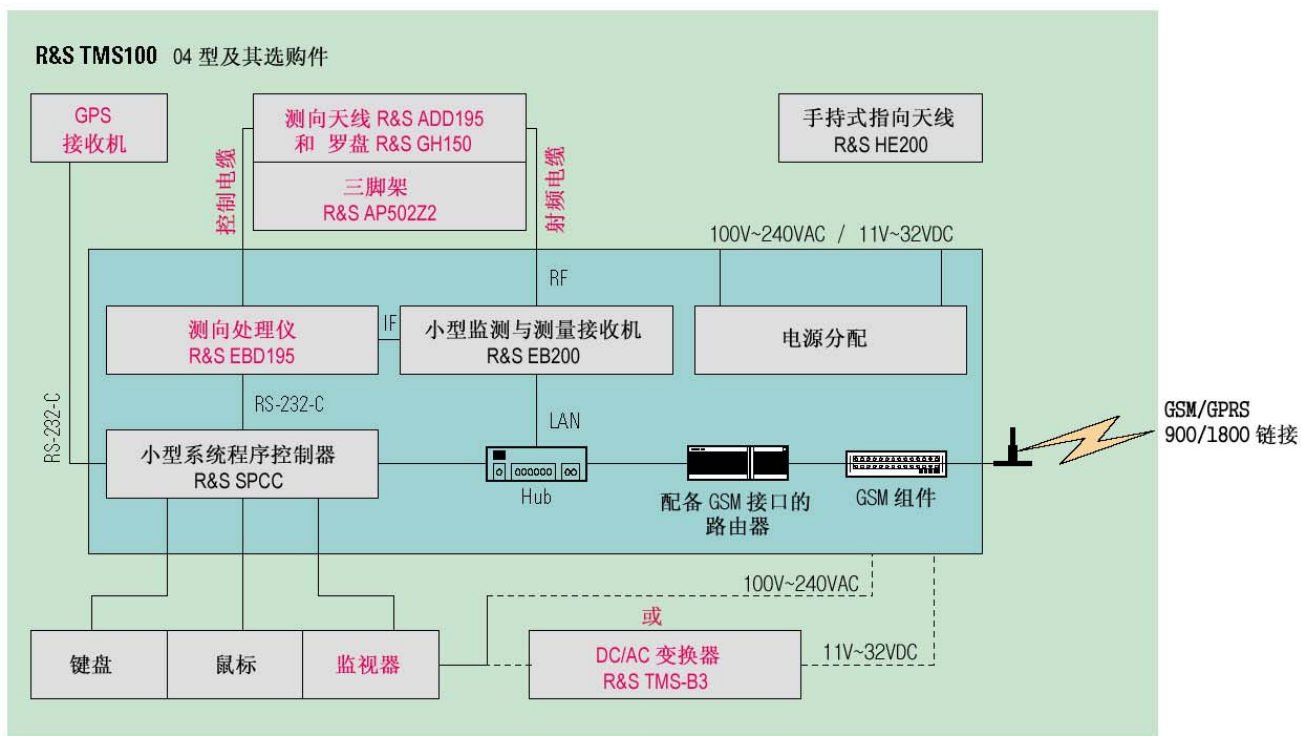 R&S TMS100 04 型及其选购件
GPS
接收机
测向天线 R&S ADD195
和 罗盘 R&S GH150
三脚架
R&S AP502Z2
手持式指向天线
R&S HE200
控制电缆
射频电缆
100V~240VAC / 11V~32VDC
RF
测向处理仪
R&S EBD195
IF
小型监测与测量接收机
R&S EB200
电源分配
RS-232-C
RS-232-C
LAN
小型系统程序控制器
R&S SPCC
Hub
配备 GSM 接口的
路由器
GSM 组件
GSM/GPRS
900/1800 链接
100V~240VAC
或
键盘
鼠标
监视器
DC/AC 变换器
R&S TMS-B3
11V~32VDC